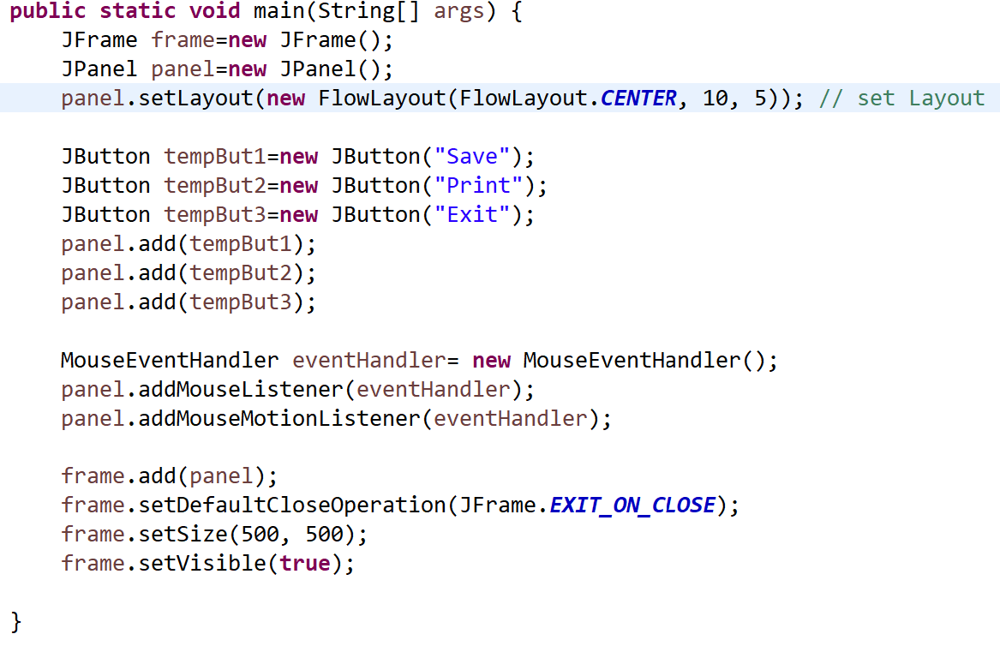 public static void main(String[] args) {
    JFrame frame=new JFrame();
    JPanel panel=new JPanel();
    panel.setLayout(new FlowLayout(FlowLayout.CENTER, 10, 5)); // set Layout

    JButton tempBut1=new JButton("Save");
    JButton tempBut2=new JButton("Print");
    JButton tempBut3=new JButton("Exit");
    panel.add(tempBut1);
    panel.add(tempBut2);
    panel.add(tempBut3);

    MouseEventHandler eventHandler= new MouseEventHandler();
    panel.addMouseListener(eventHandler);
    panel.addMouseMotionListener(eventHandler);

    frame.add(panel);
    frame.setDefaultCloseOperation(JFrame.EXIT_ON_CLOSE);
    frame.setSize(500, 500);
    frame.setVisible(true);

}